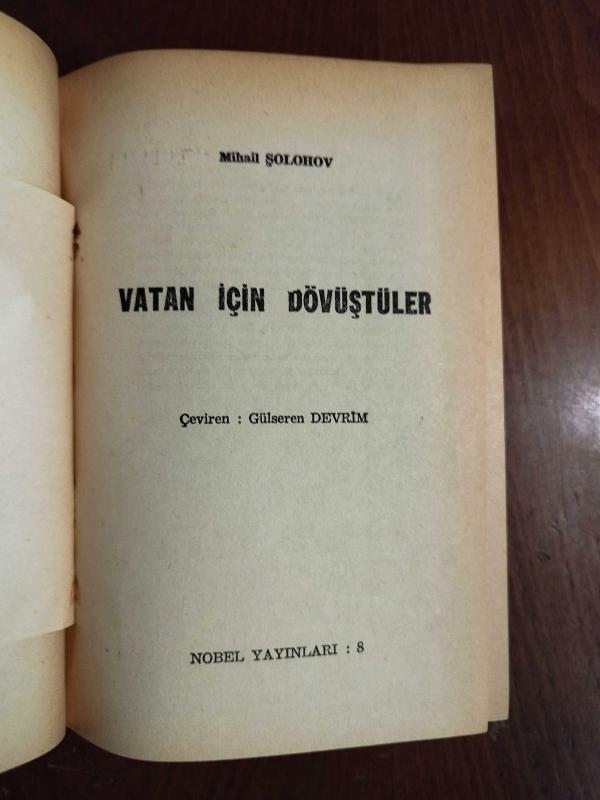 Mihail ŞOLOHOV
VATAN İÇİN DÖVÜŞTÜLER
Çeviren : Gülseren DEVRİM
NOBEL YAYINLARI : 8